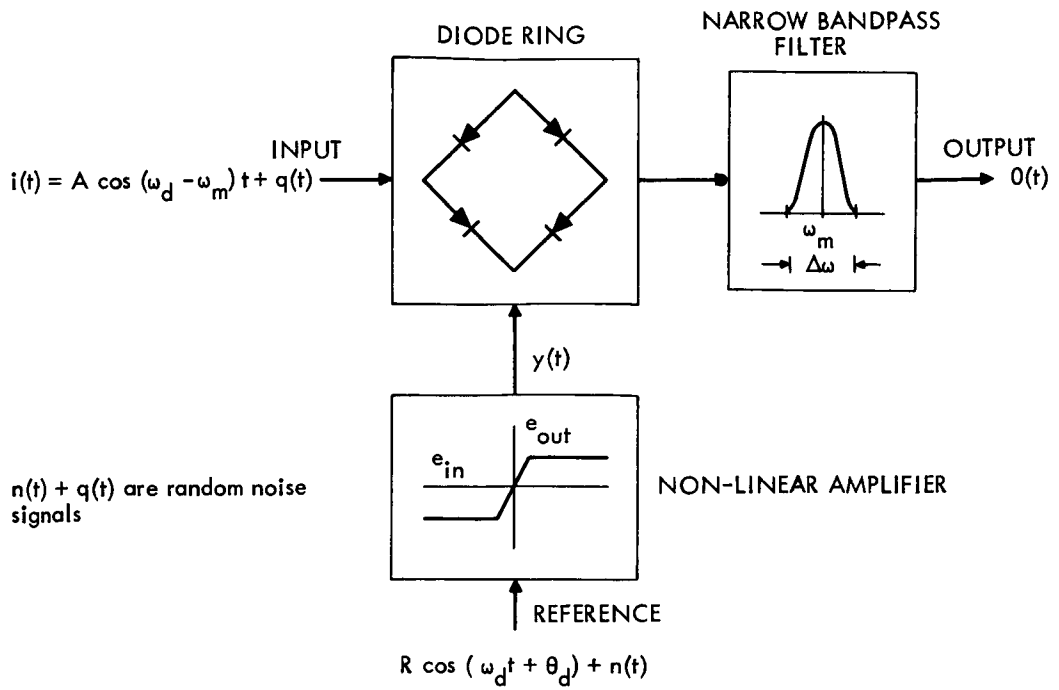 DIODE RING
NARROW BANDPASS
FILTER
INPUT
i(t) = A cos (ω_d - ω_m) t + q(t)
OUTPUT
0(t)
ω_m
Δω
y(t)
e_out
e_in
n(t) + q(t) are random noise
signals
NON-LINEAR AMPLIFIER
REFERENCE
R cos ( ω_d t + θ_d) + n(t)